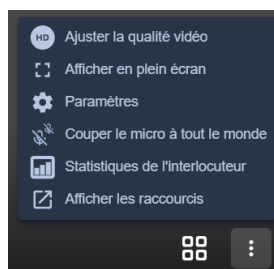 HD Ajuster la qualité vidéo
Afficher en plein écran
Paramètres
Couper le micro à tout le monde
Statistiques de l'interlocuteur
Afficher les raccourcis